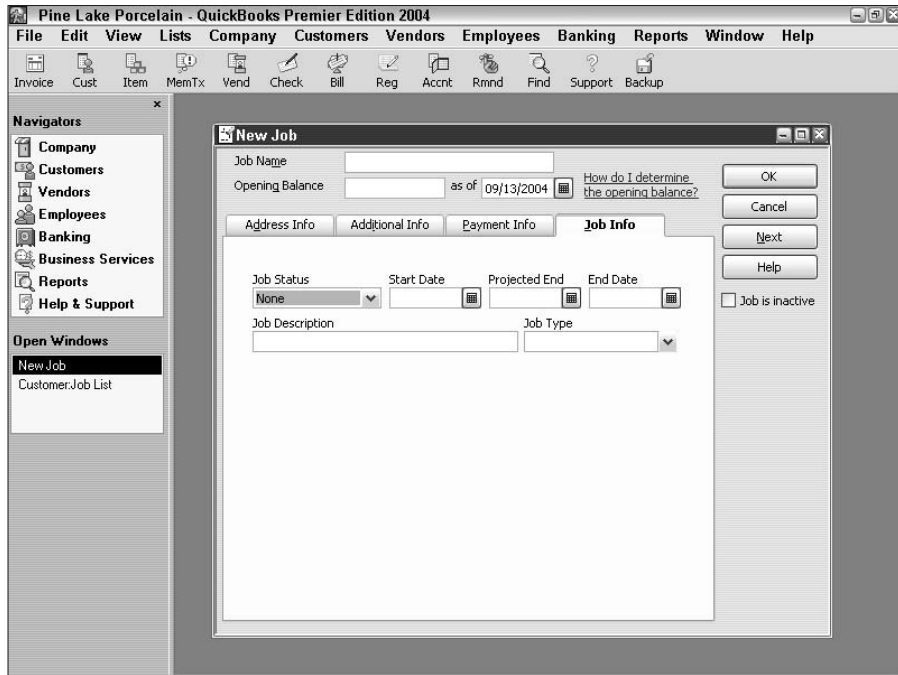 Pine Lake Porcelain - QuickBooks Premier Edition 2004
File Edit View Lists Company Customers Vendors Employees Banking Reports Window Help
Invoice Cust Item MemTx Vend Check Bill Reg Accnt Rmnd Find Support Backup
Navigators
Company
Customers
Vendors
Employees
Banking
Business Services
Reports
Help & Support
Open Windows
New Job
Customer:Job List
New Job
Job Name
Opening Balance as of 09/13/2004 How do I determine
the opening balance?
Address Info Additional Info Payment Info Job Info
Job Status Start Date Projected End End Date
None
Job Description Job Type
OK
Cancel
Next
Help
Job is inactive